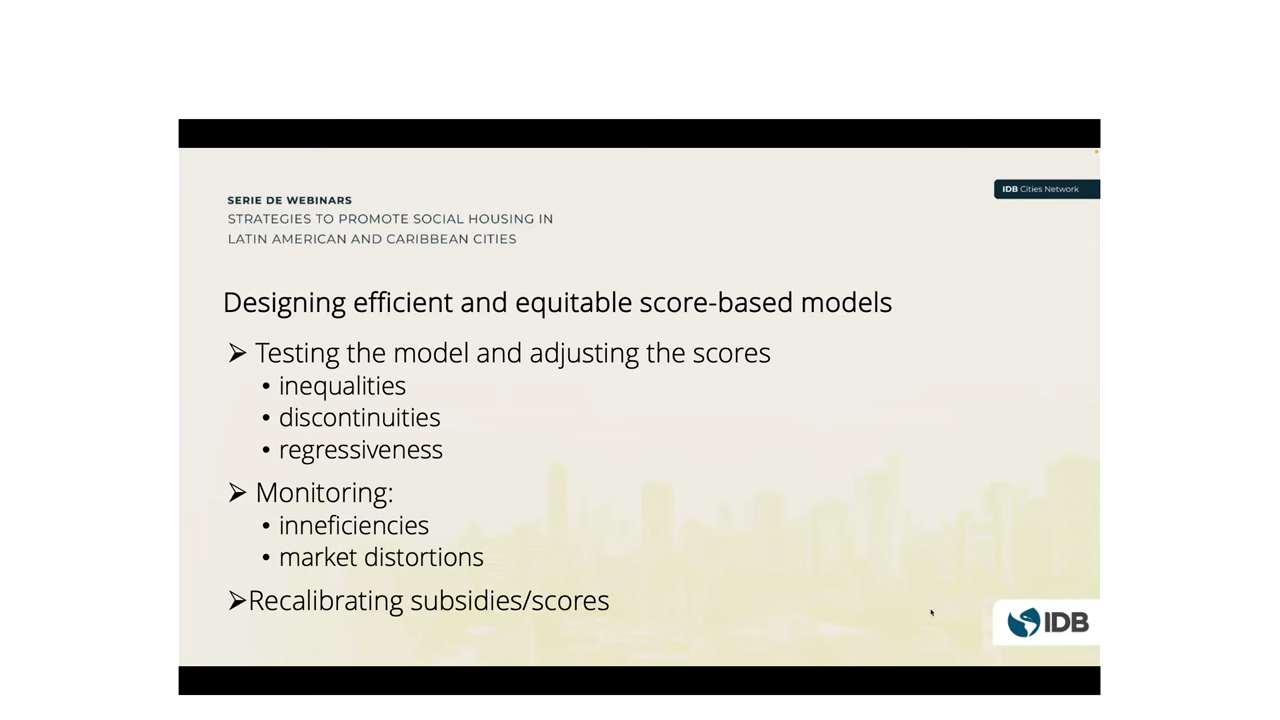 SERIE DE WEBINARS
STRATEGIES TO PROMOTE SOCIAL HOUSING IN
LATIN AMERICAN AND CARIBBEAN CITIES
IDB Cities Network
Designing efficient and equitable score-based models
➢ Testing the model and adjusting the scores
• inequalities
• discontinuities
• regressiveness
➢ Monitoring:
• inneficiencies
• market distortions
➢Recalibrating subsidies/scores
IDB